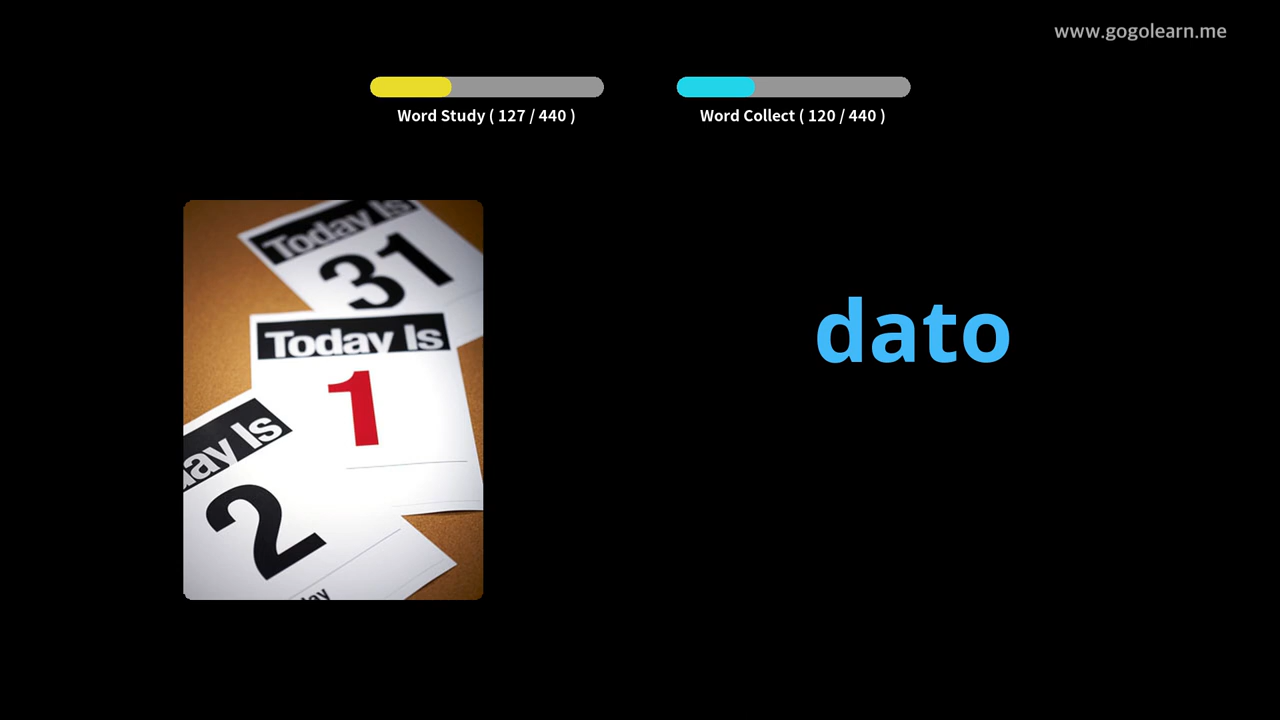 www.gogolearn.me
Word Study ( 127 / 440 )
Word Collect ( 120 / 440 )
Today Is
31
Today Is
1
dato
ay Is
2
ay